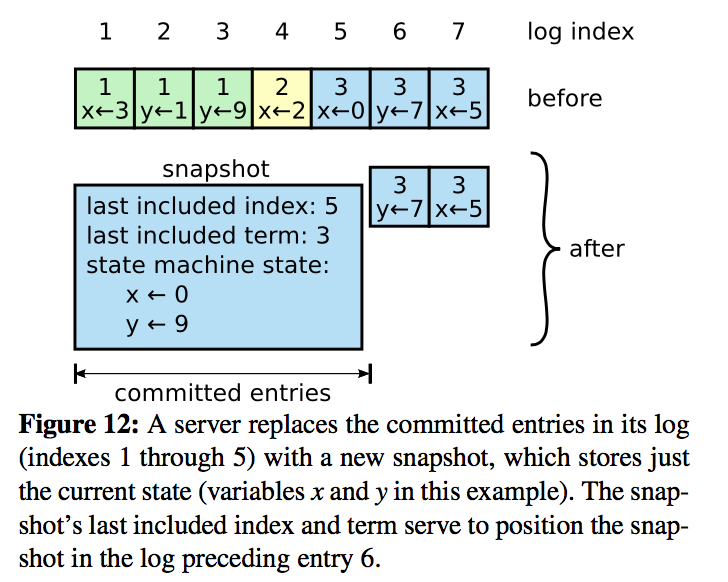 1 2 3 4 5 6 7 log index
1 1 1 2 3 3 3
x←3 y←1 y←9 x←2 x←0 y←7 x←5
before
snapshot
3 3
y←7 x←5
last included index: 5
last included term: 3
state machine state:
x ← 0
y ← 9
after
committed entries
Figure 12: A server replaces the committed entries in its log
(indexes 1 through 5) with a new snapshot, which stores just
the current state (variables x and y in this example). The snap-
shot’s last included index and term serve to position the snap-
shot in the log preceding entry 6.